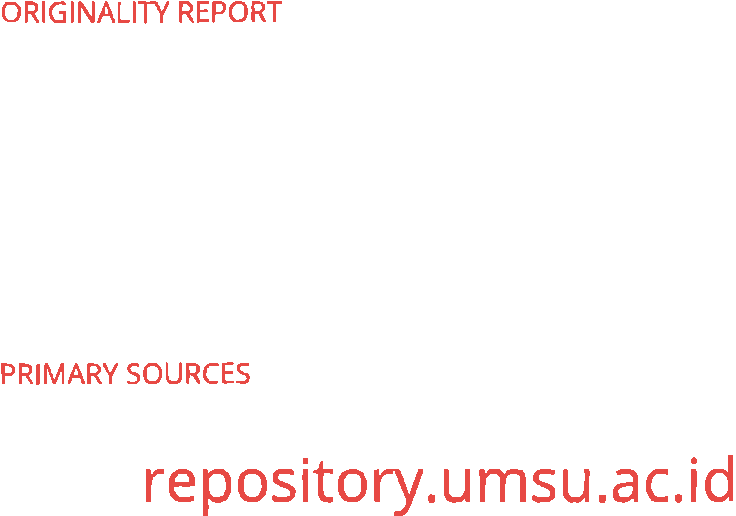 ORIGINALITY REPORT
PRIMARY SOURCES
repository.umsu.ac.id